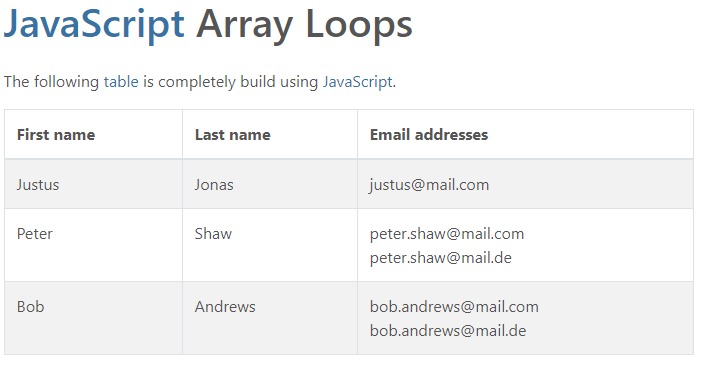 JavaScript Array Loops
The following table is completely build using JavaScript.
First name Last name Email addresses
Justus Jonas justus@mail.com
Peter Shaw peter.shaw@mail.com
peter.shaw@mail.de
Bob Andrews bob.andrews@mail.com
bob.andrews@mail.de